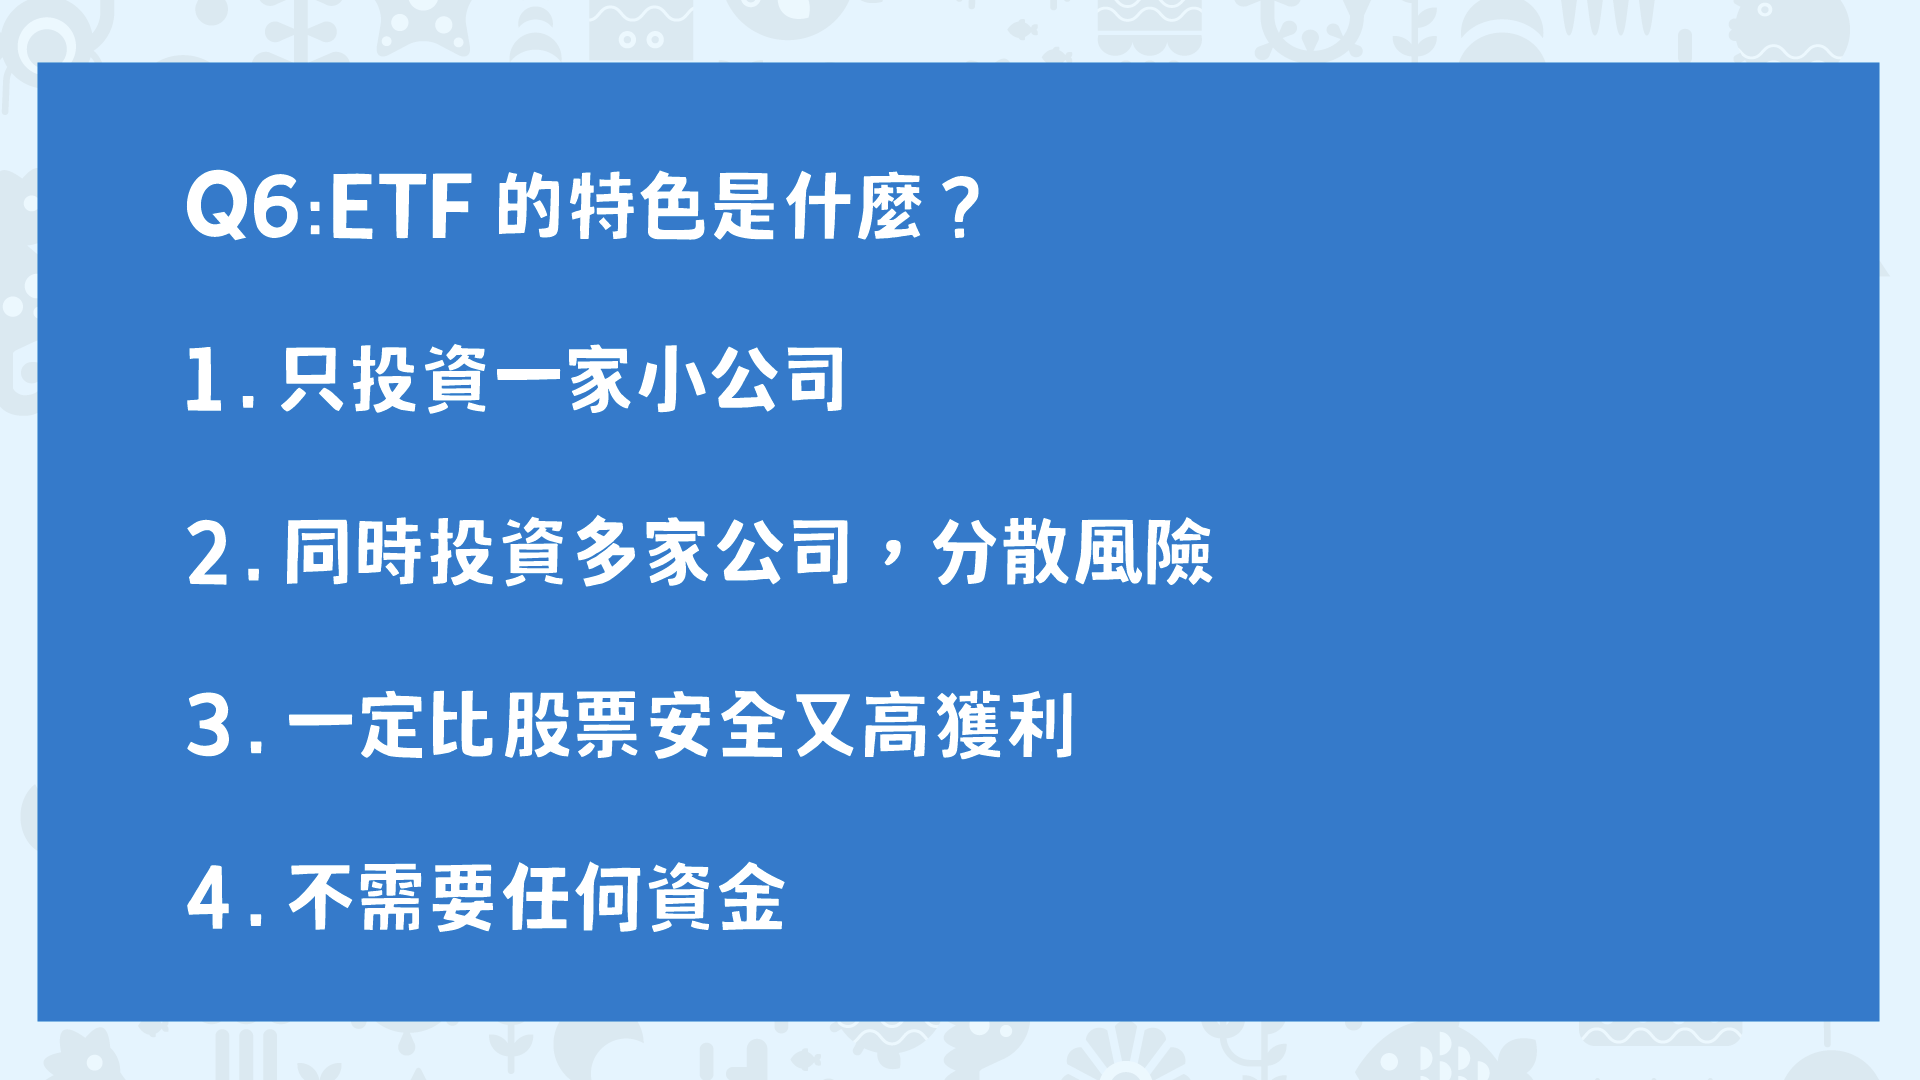 Q6:ETF 的特色是什麼？
1.只投資一家小公司
2.同時投資多家公司，分散風險
3.一定比股票安全又高獲利
4.不需要任何資金